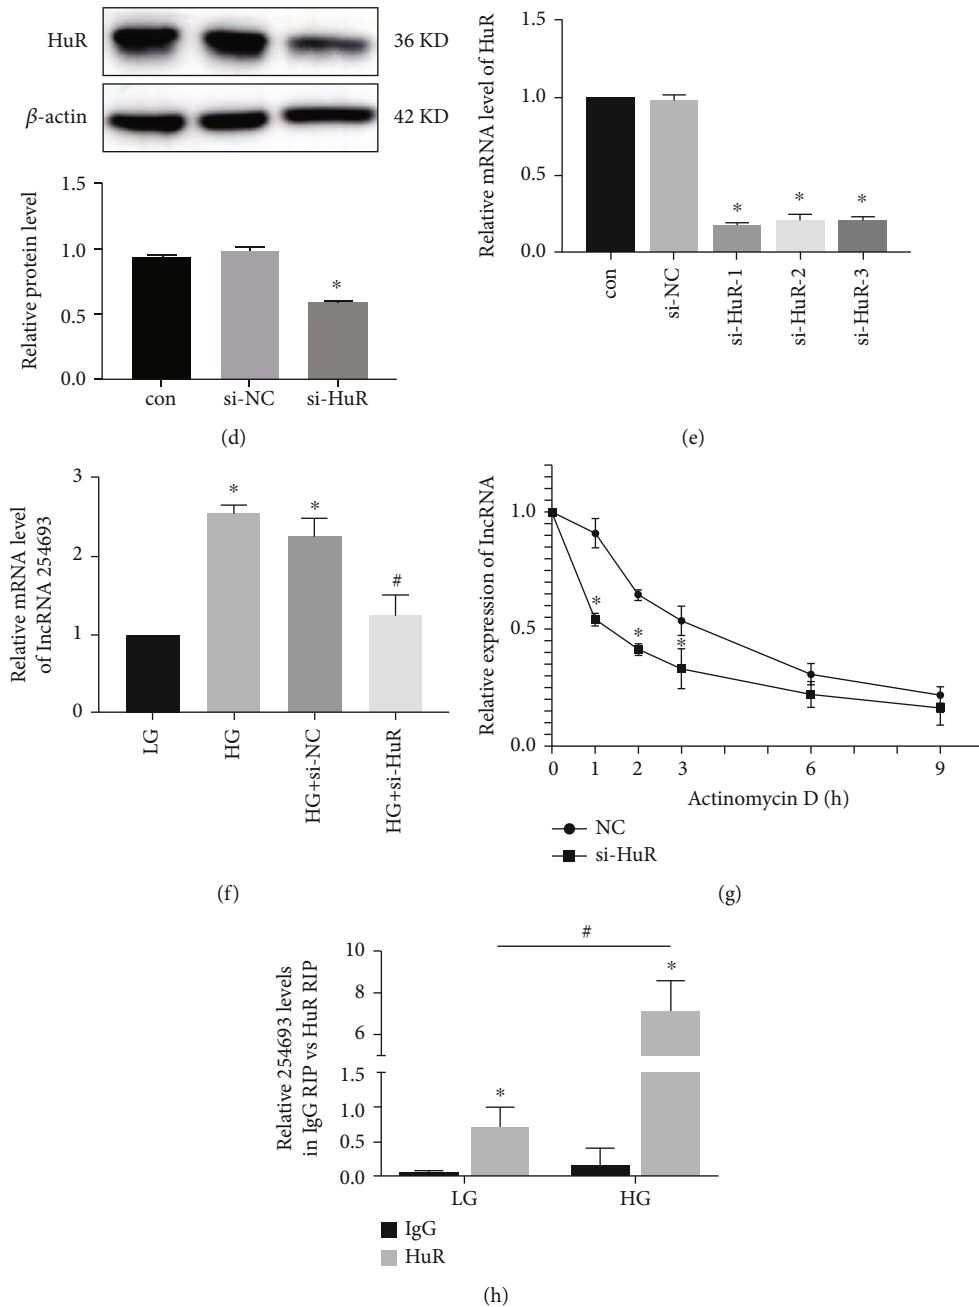 HuR
36 KD
β-actin
42 KD
Relative protein level
1.5
1.0
0.5
0.0
*
con
si-NC
si-HuR
(d)
Relative mRNA level of HuR
1.5
1.0
0.5
0.0
*
*
*
con
si-NC
si-HuR-1
si-HuR-2
si-HuR-3
(e)
Relative mRNA level
of lncRNA 254693
3
2
1
0
*
*
#
LG
HG
HG+si-NC
HG+si-HuR
(f)
Relative expression of lncRNA
1.0
0.5
0.0
*
*
*
0
1
2
3
6
9
Actinomycin D (h)
NC
si-HuR
(g)
Relative 254693 levels
in IgG RIP vs HuR RIP
10
8
6
4
1.5
1.0
0.5
0.0
#
*
*
LG
HG
IgG
HuR
(h)